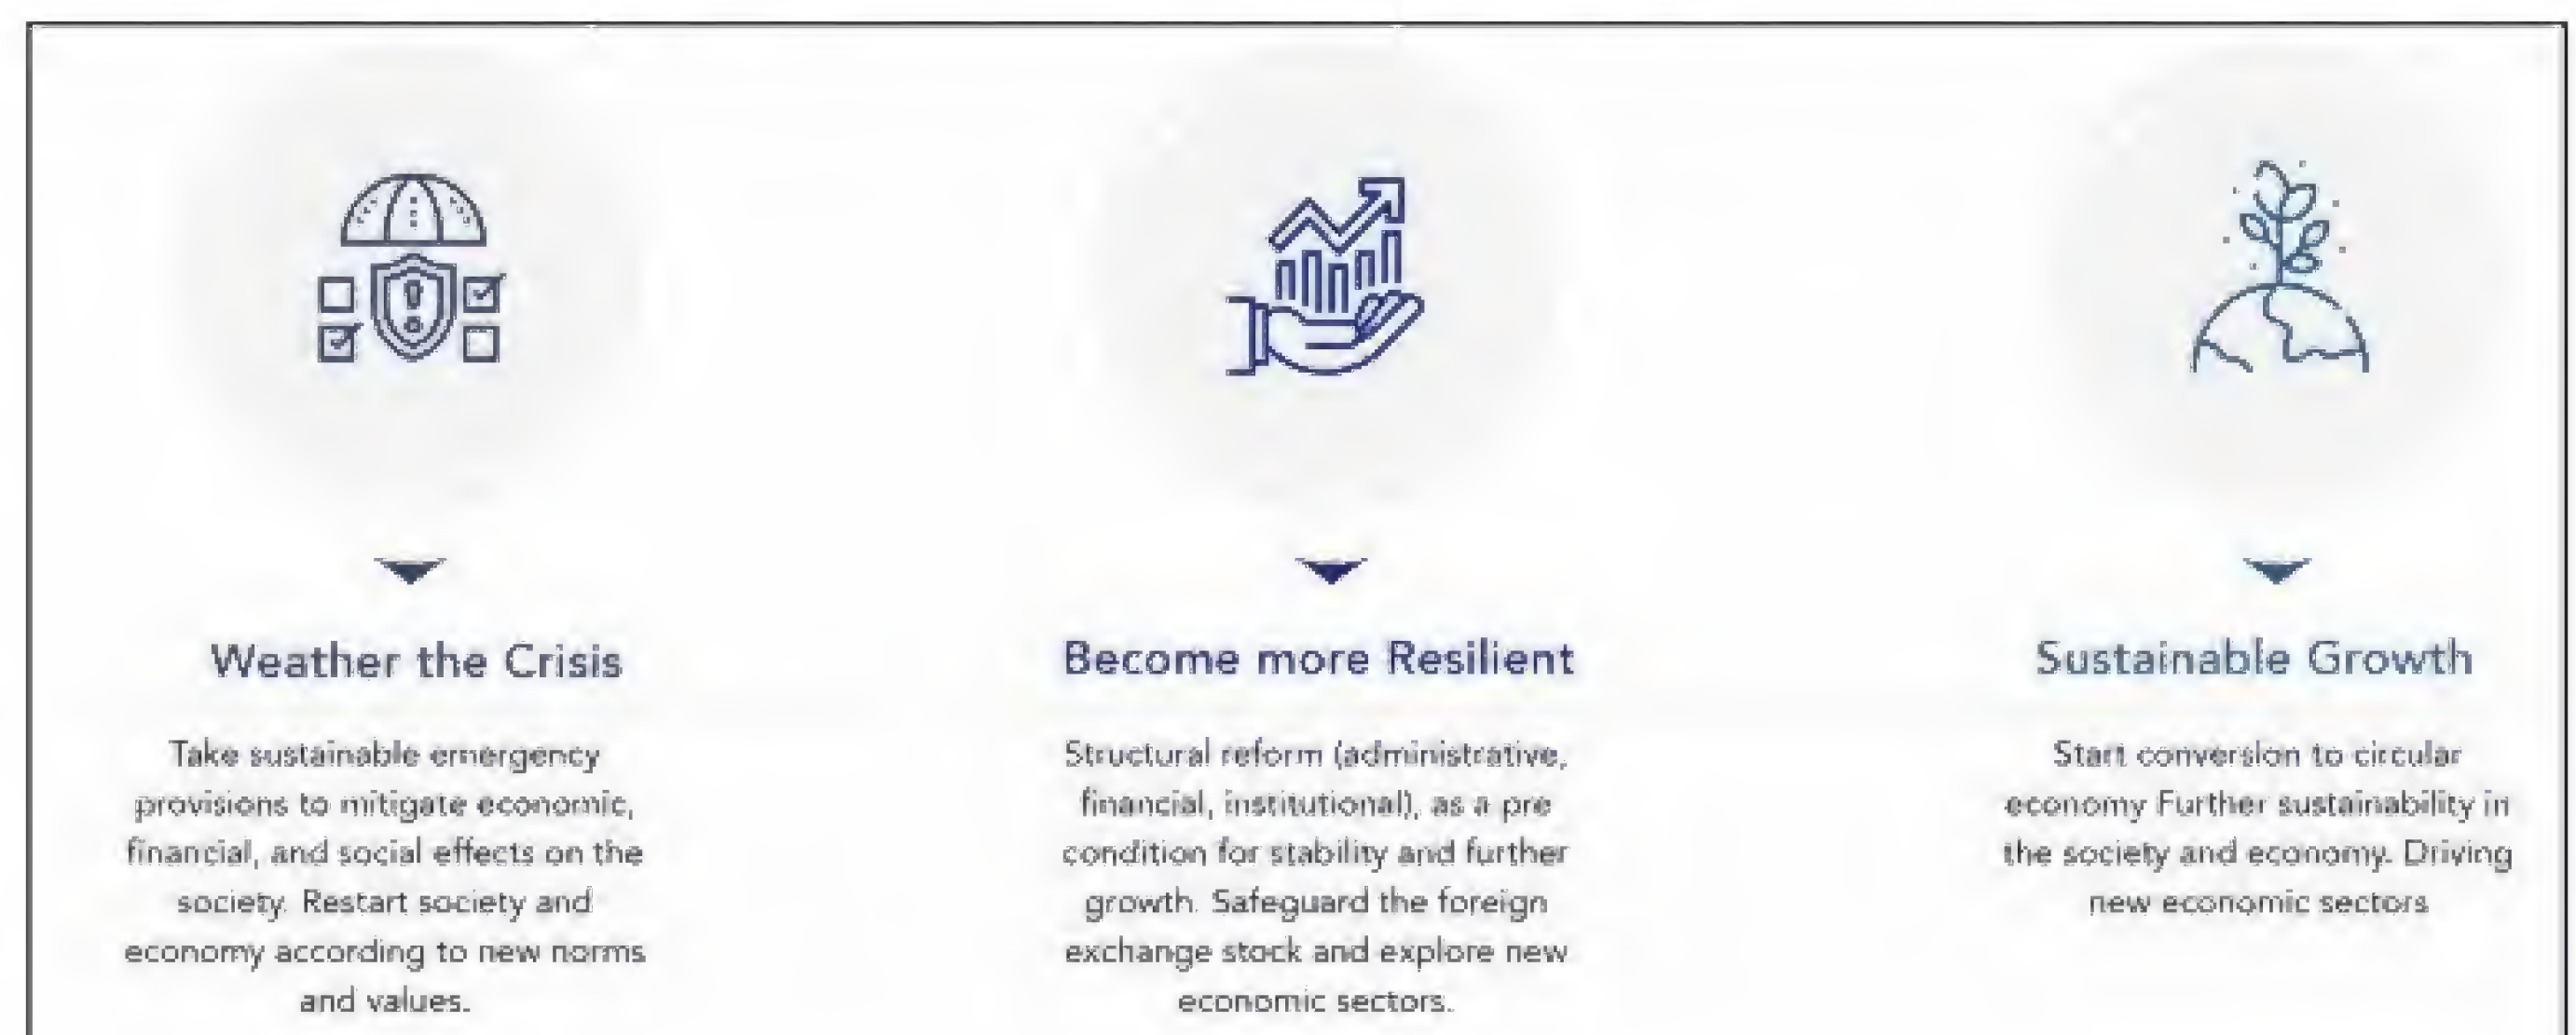 Weather the Crisis
Take sustainable emergency
provisions to mitigate economic,
financial, and social effects on the
society. Restart society and
economy according to new norms
and values.
Become more Resilient
Structural reform (administrative,
financial, institutional), as a pre
condition for stability and further
growth. Safeguard the foreign
exchange stock and explore new
economic sectors.
Sustainable Growth
Start conversion to circular
economy Further sustainability in
the society and economy. Driving
new economic sectors